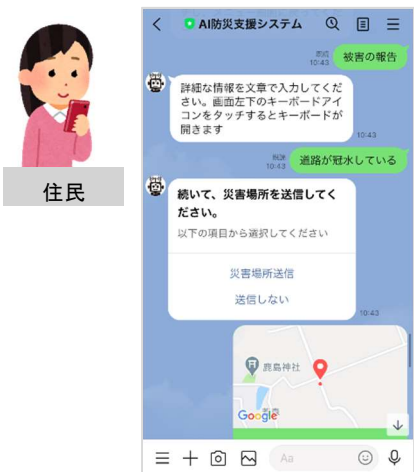 AI防災支援システム
既読
10:43
被害の報告
詳細な情報を文章で入力してくだ
さい。画面左下のキーボードアイ
コンをタッチするとキーボードが
開きます
10:43
既読
10:43
道路が冠水している
続いて、災害場所を送信してく
ださい。
以下の項目から選択してください
災害場所送信
送信しない
10:43
鹿島神社
Google
Aa
住民